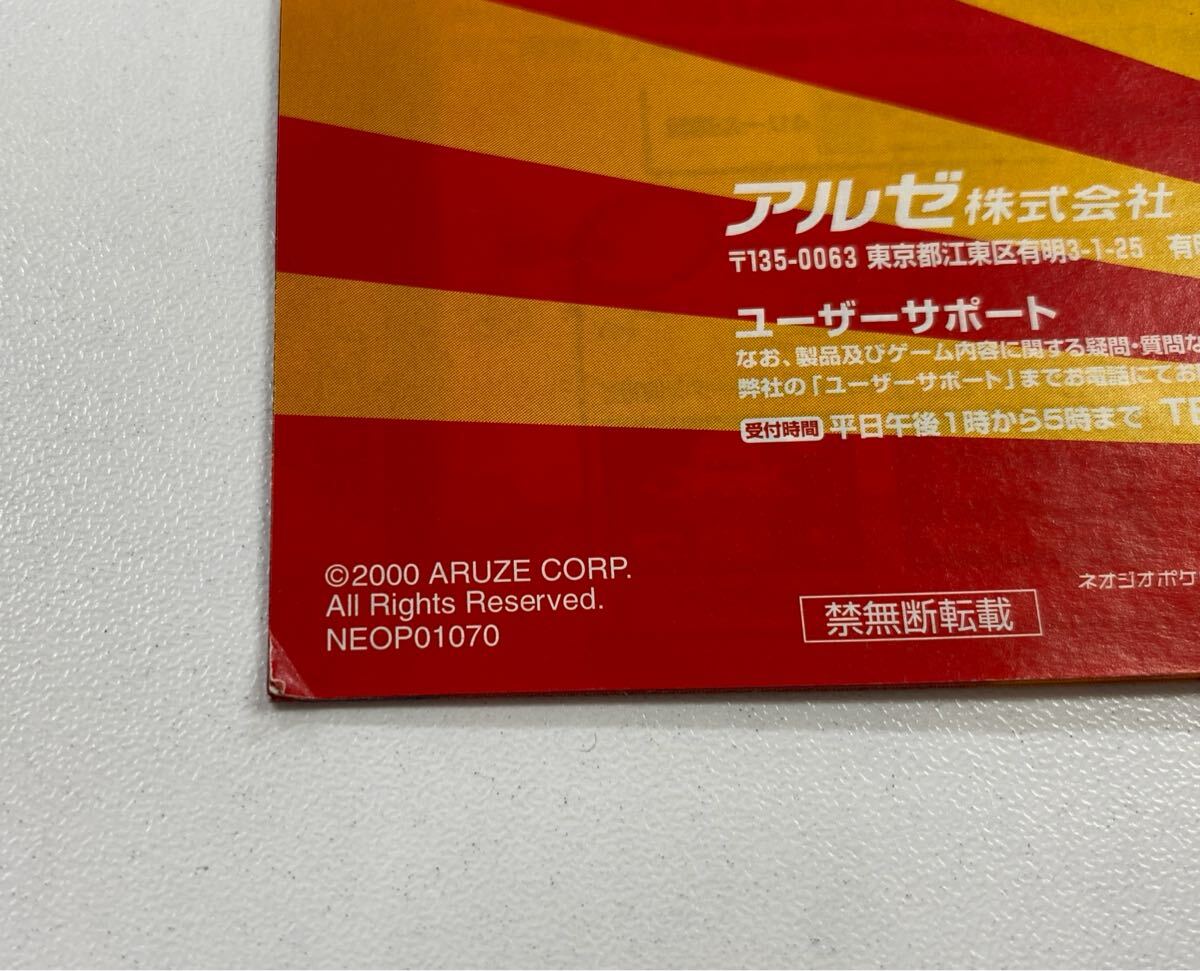 アルゼ株式会社
〒135-0063 東京都江東区有明3-1-25 有
ユーザーサポート
なお、製品及びゲーム内容に関する疑問・質問な
弊社の「ユーザーサポート」までお電話にてお
受付時間 平日午後1時から5時まで T
©2000 ARUZE CORP.
All Rights Reserved.
NEOP01070
禁無断転載
ネオジオポケ